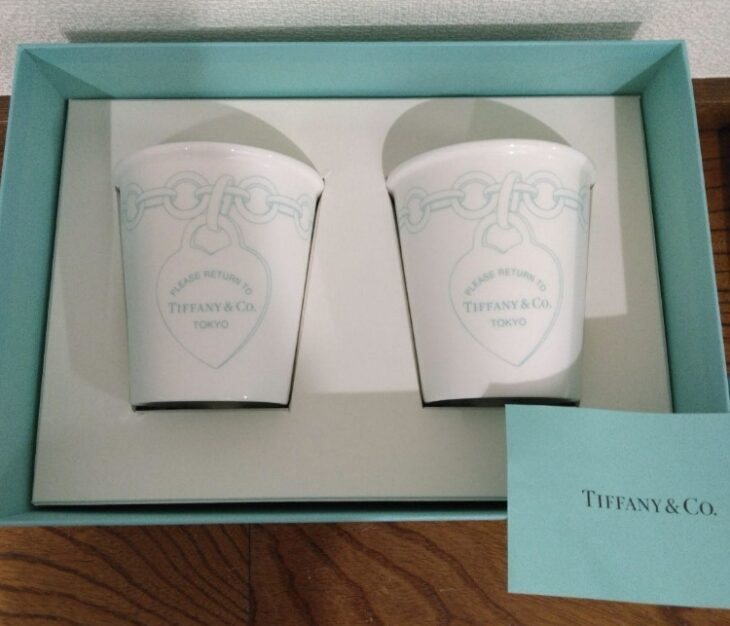 PLEASE RETURN TO
TIFFANY & CO.
TOKYO
PLEASE RETURN TO
TIFFANY & CO.
TOKYO
TIFFANY & CO.